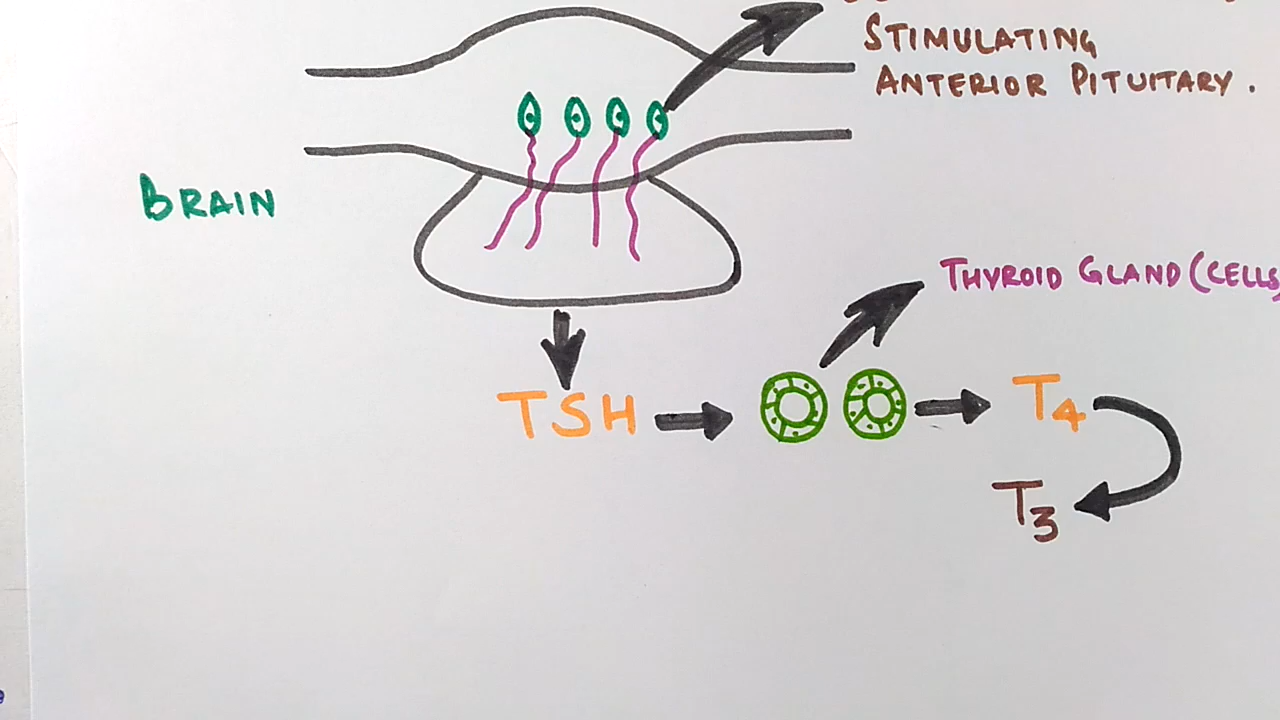 STIMULATING
ANTERIOR PITUITARY.
BRAIN
THYROID GLAND (CELLS
TSH
T4
T3